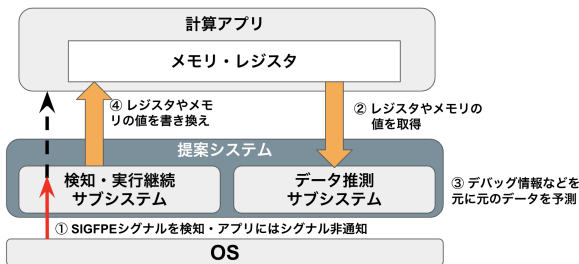 計算アプリ
メモリ・レジスタ
④ レジスタやメモ
リの値を書き換え
② レジスタやメモリの
値を取得
提案システム
検知・実行継続
サブシステム
データ推測
サブシステム
③ デバッグ情報などを
元に元のデータを予測
① SIGFPEシグナルを検知・アプリにはシグナル非通知
OS